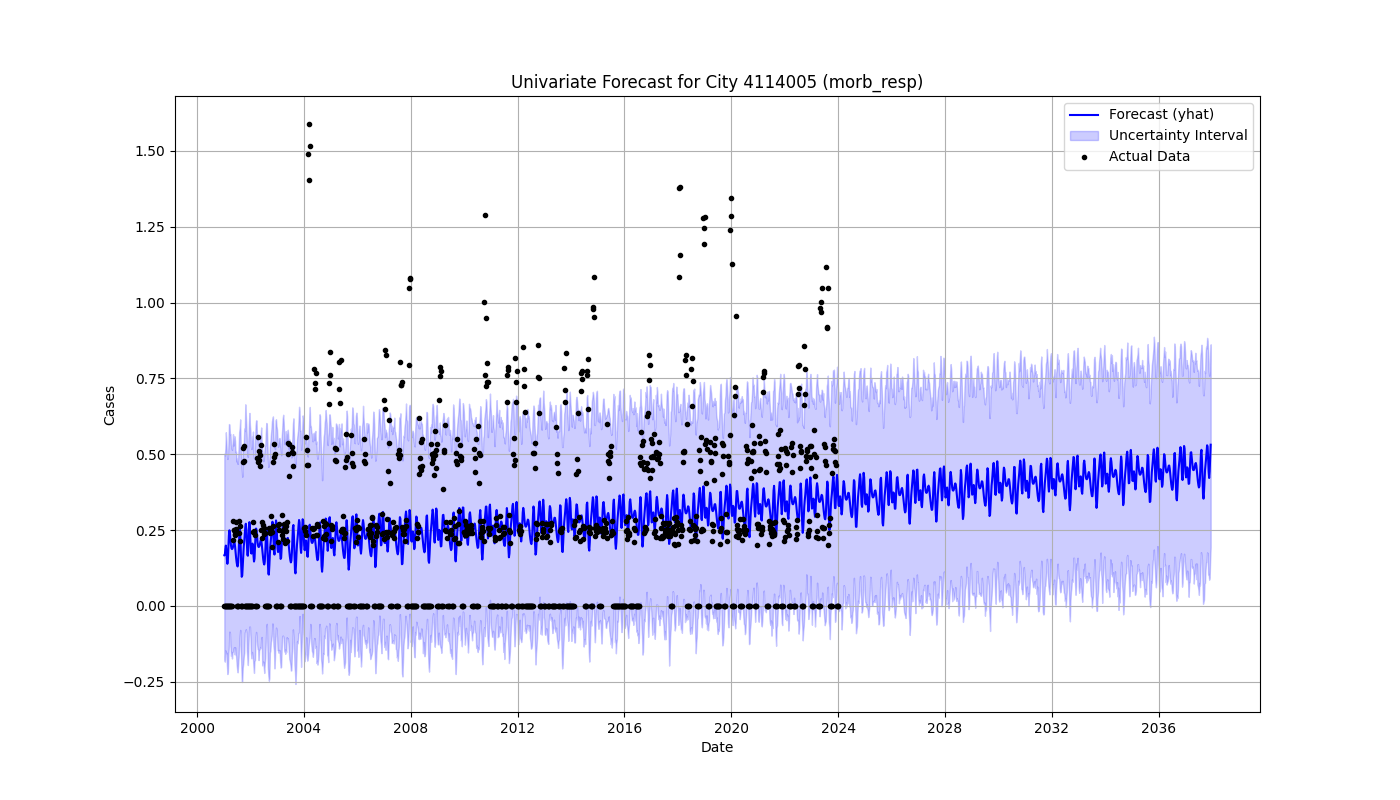 Univariate Forecast for City 4114005 (morb_resp)
Forecast (yhat)
Uncertainty Interval
Actual Data
Cases
1.50
1.25
1.00
0.75
0.50
0.25
0.00
−0.25
2000 2004 2008 2012 2016 2020 2024 2028 2032 2036
Date